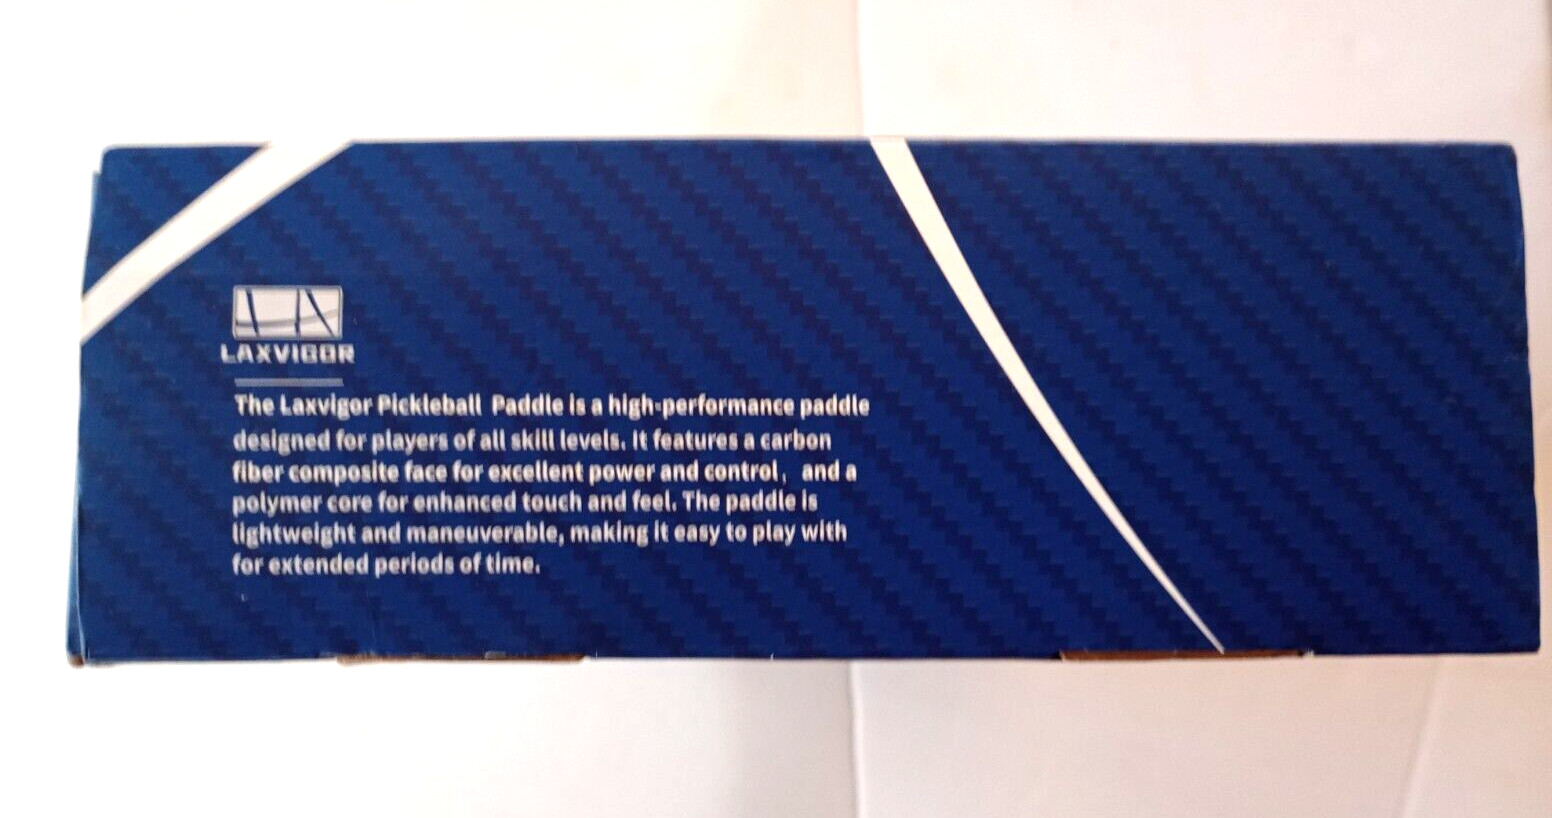 LA
LAXVIGOR
The Laxvigor Pickleball Paddle is a high-performance paddle
designed for players of all skill levels. It features a carbon
fiber composite face for excellent power and control, and a
polymer core for enhanced touch and feel. The paddle is
lightweight and maneuverable, making it easy to play with
for extended periods of time.